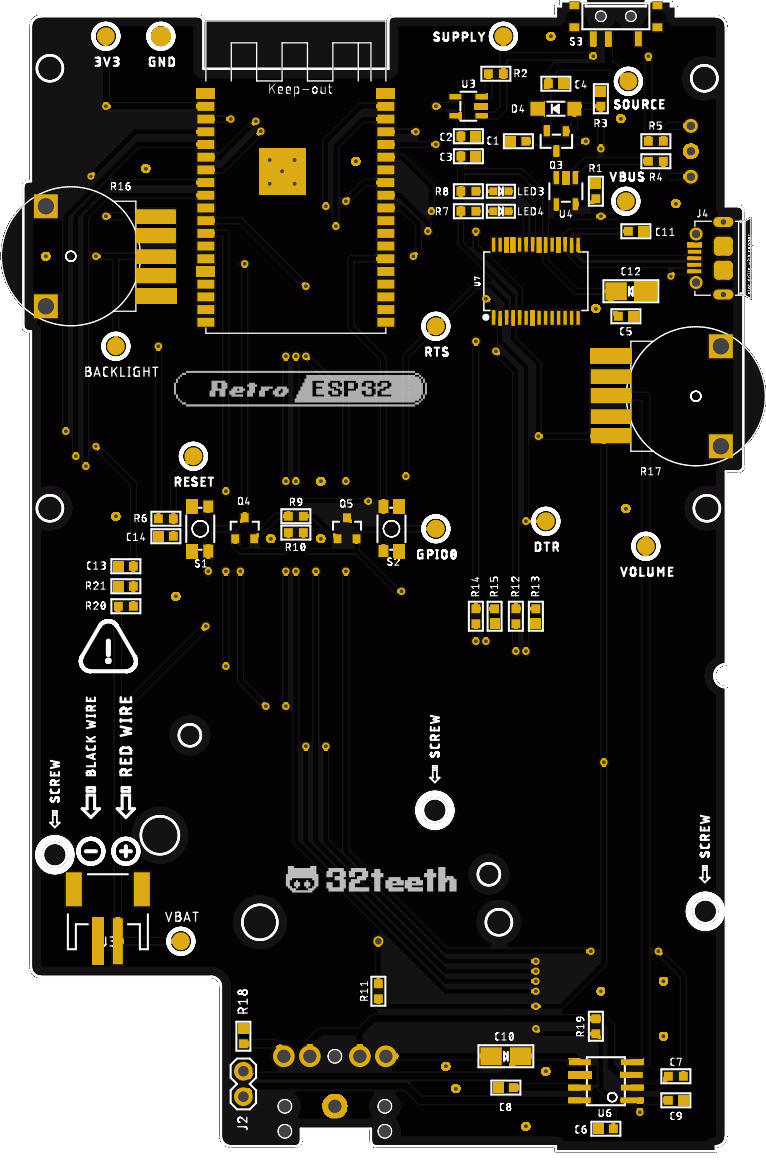 S3
SUPPLY
3V3
GND
R2
U3
C4
Keep-out
D4
SOURCE
R3
C2
C1
R5
C3
Q3
R1
R4
VBUS
R16
R8
LED3
R7
LED4
U4
J4
C11
U7
C12
C5
RTS
BACKLIGHT
Retro ESP32
R17
RESET
Q4
R9
Q5
R6
C14
R10
GPIO0
DTR
S1
S2
VOLUME
C13
R21
R20
R14
R15
R12
R13
!
BLACK WIRE
RED WIRE
SCREW
SCREW
SCREW
32teeth
VBAT
R11
R18
R19
C10
C7
J2
C8
U6
C9
C6